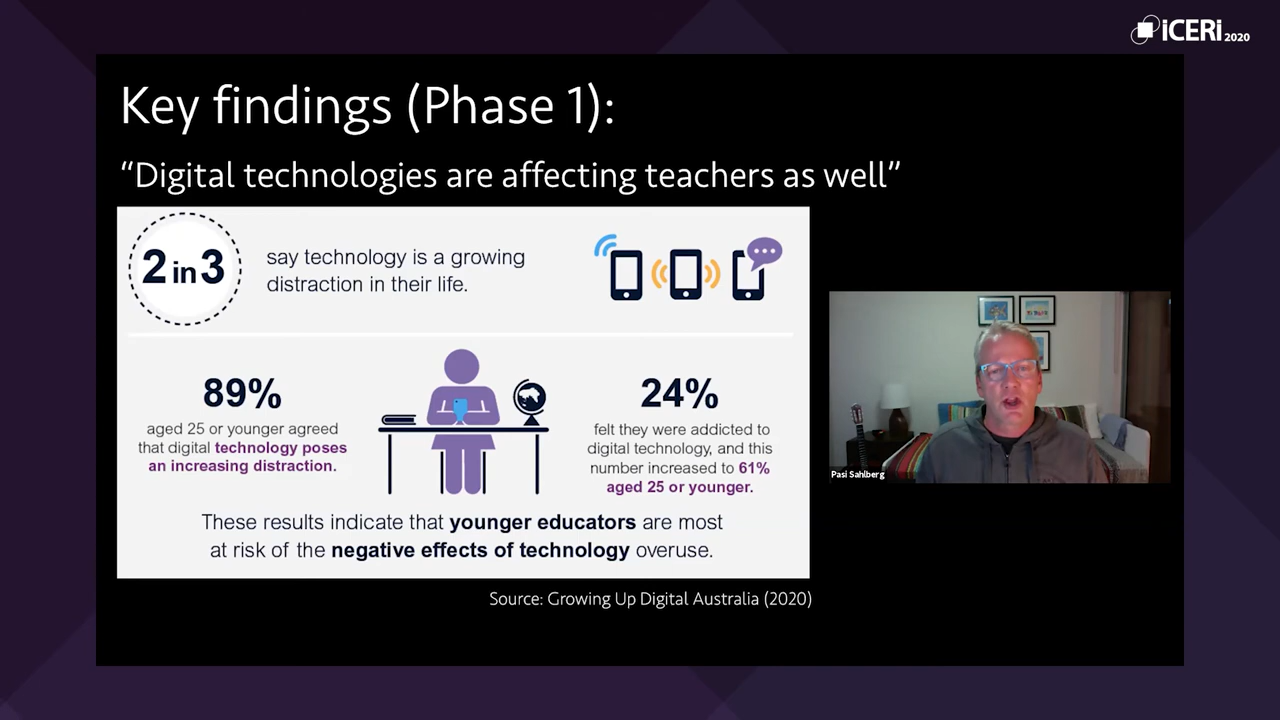 iCERi 2020
Key findings (Phase 1):
“Digital technologies are affecting teachers as well”
2 in 3
say technology is a growing
distraction in their life.
89%
aged 25 or younger agreed
that digital technology poses
an increasing distraction.
24%
felt they were addicted to
digital technology, and this
number increased to 61%
aged 25 or younger.
These results indicate that younger educators are most
at risk of the negative effects of technology overuse.
Source: Growing Up Digital Australia (2020)
Pasi Sahlberg